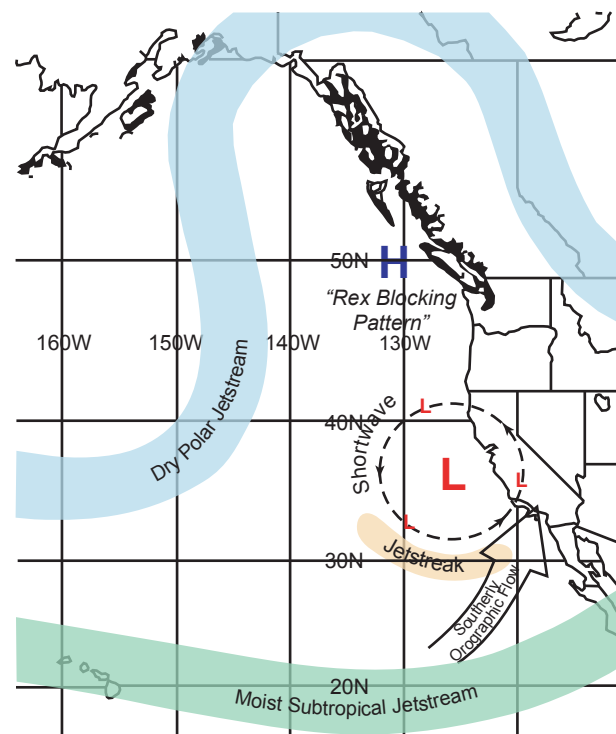 50N
H
“Rex Blocking
Pattern”
160W
150W
140W
130W
Dry Polar Jetstream
40N
L
Shortwave
L
L
L
Jetstreak
30N
Southerly
Orographic Flow
20N
Moist Subtropical Jetstream